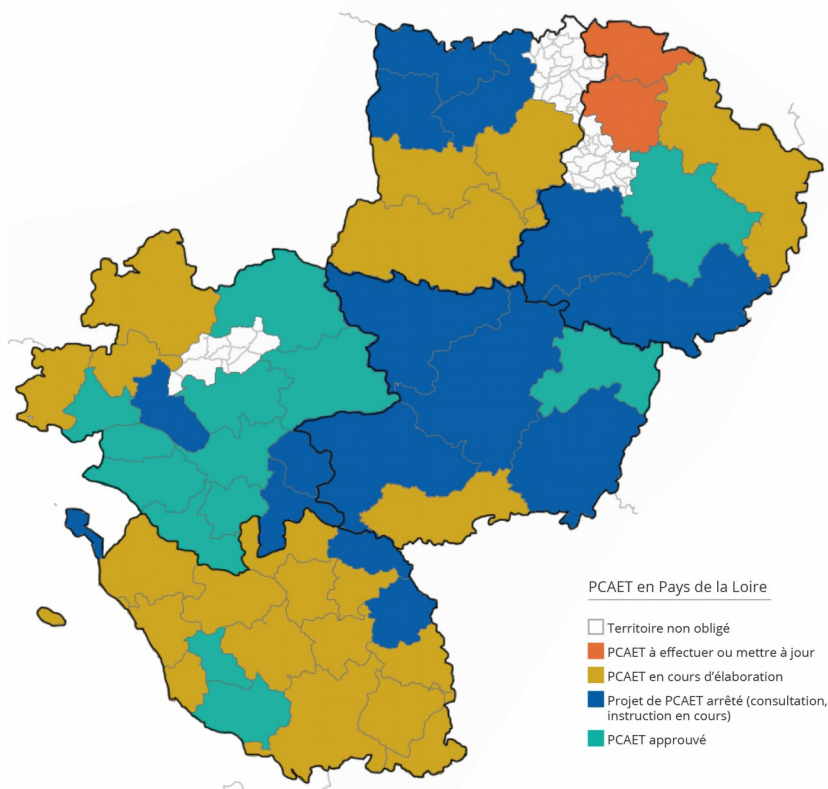 PCAET en Pays de la Loire
Territoire non obligé
PCAET à effectuer ou mettre à jour
PCAET en cours d'élaboration
Projet de PCAET arrêté (consultation,
instruction en cours)
PCAET approuvé